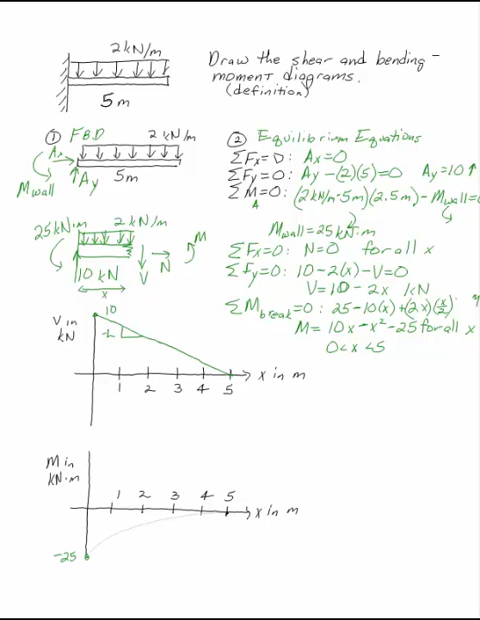 2 kN/m
5m
Draw the shear and bending-
moment diagrams.
(definition)
① FBD
2 kN/m
Ax
Mwall
Ay
5m
② Equilibrium Equations
ΣFx=0: Ax=0
ΣFy=0: Ay-(2)(5)=0 Ay=10↑
ΣM=0: (2kN/m·5m)(2.5m)-Mwall=0
A
Mwall=25kN·m
25kN·m
2 kN/m
M
N
V
10 kN
x
ΣFx=0: N=0 for all x
ΣFy=0: 10-2(x)-V=0
V=10-2x kN
ΣMbreak=0: 25-10(x)+(2x)(x/2)
M=10x-x²-25 for all x
0<x<5
V in
kN
10
-2
1 2 3 4 5
x in m
M in
kN·m
1 2 3 4 5
x in m
-25